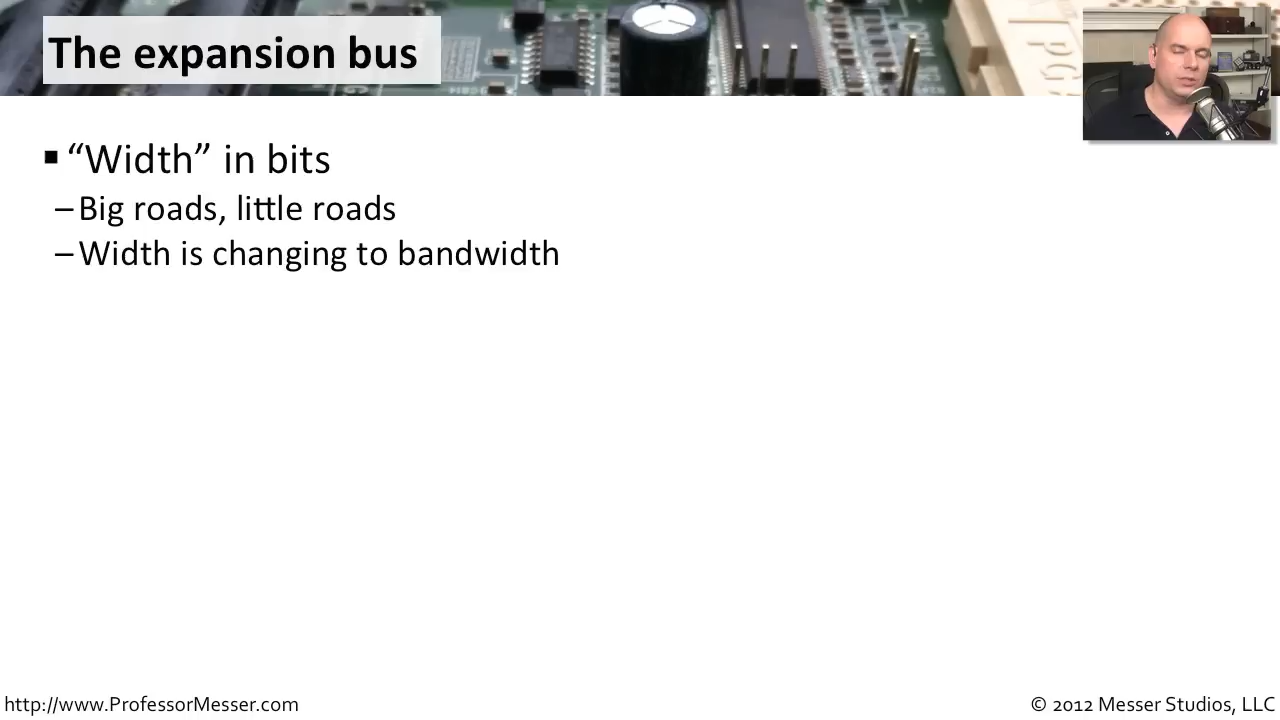 The expansion bus
▪ “Width” in bits
– Big roads, little roads
– Width is changing to bandwidth
http://www.ProfessorMesser.com
© 2012 Messer Studios, LLC